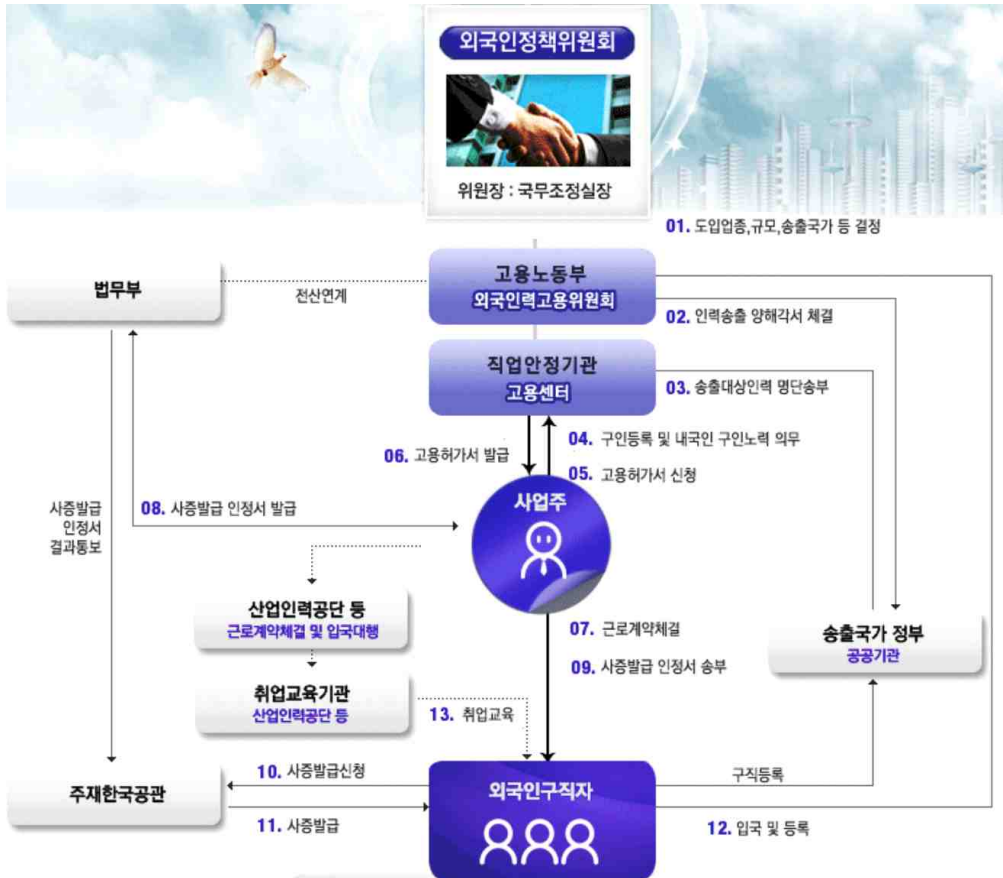 외국인정책위원회
위원장 : 국무조정실장
01. 도입업종,규모,송출국가 등 결정
고용노동부
외국인력고용위원회
법무부
전산연계
02. 인력송출 양해각서 체결
직업안정기관
고용센터
03. 송출대상인력 명단송부
04. 구인등록 및 내국인 구인노력 의무
06. 고용허가서 발급
05. 고용허가서 신청
사업주
사증발급
인정서
결과통보
08. 사증발급 인정서 발급
산업인력공단 등
근로계약체결 및 입국대행
07. 근로계약체결
송출국가 정부
공공기관
09. 사증발급 인정서 송부
취업교육기관
산업인력공단 등
13. 취업교육
10. 사증발급신청
구직등록
주재한국공관
외국인구직자
11. 사증발급
12. 입국 및 등록